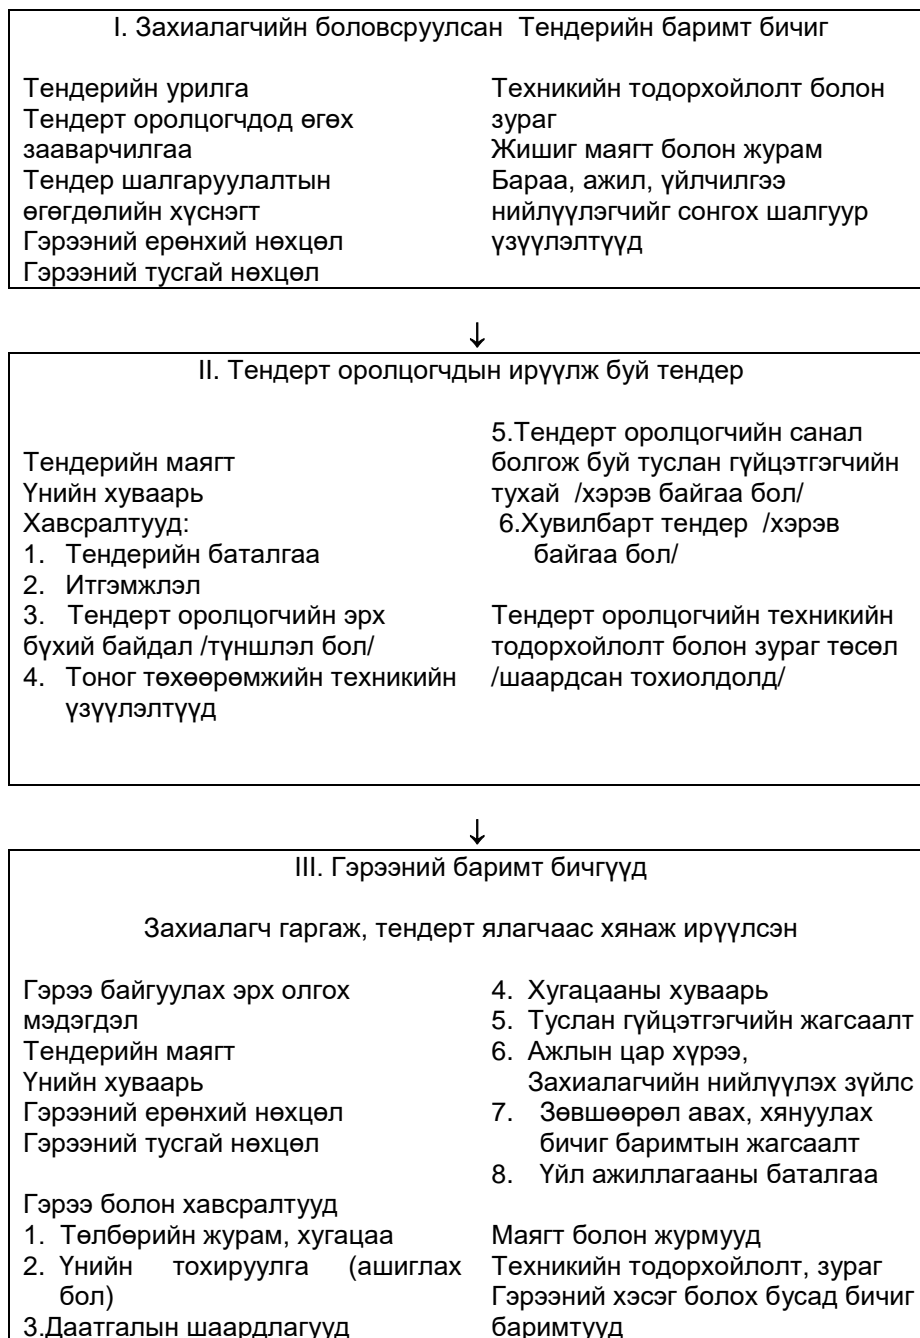 I. Захиалагчийн боловсруулсан Тендерийн баримт бичиг
Тендерийн урилга
Тендерт оролцогчдод өгөх
зааварчилгаа
Тендер шалгаруулалтын
өгөгдөлийн хүснэгт
Гэрээний ерөнхий нөхцөл
Гэрээний тусгай нөхцөл
Техникийн тодорхойлолт болон
зураг
Жишиг маягт болон журам
Бараа, ажил, үйлчилгээ
нийлүүлэгчийг сонгох шалгуур
үзүүлэлтүүд
↓
II. Тендерт оролцогчдын ирүүлж буй тендер
Тендерийн маягт
Үнийн хуваарь
Хавсралтууд:
1. Тендерийн баталгаа
2. Итгэмжлэл
3. Тендерт оролцогчийн эрх
бүхий байдал /түншлэл бол/
4. Тоног төхөөрөмжийн техникийн
үзүүлэлтүүд
5.Тендерт оролцогчийн санал
болгож буй туслан гүйцэтгэгчийн
тухай /хэрэв байгаа бол/
6.Хувилбарт тендер /хэрэв
байгаа бол/
Тендерт оролцогчийн техникийн
тодорхойлолт болон зураг төсөл
/шаардсан тохиолдолд/
↓
III. Гэрээний баримт бичгүүд
Захиалагч гаргаж, тендерт ялагчаас хянаж ирүүлсэн
Гэрээ байгуулах эрх олгох
мэдэгдэл
Тендерийн маягт
Үнийн хуваарь
Гэрээний ерөнхий нөхцөл
Гэрээний тусгай нөхцөл
Гэрээ болон хавсралтууд
1. Төлбөрийн журам, хугацаа
2. Үнийн тохируулга (ашиглах
бол)
3.Даатгалын шаардлагууд
4. Хугацааны хуваарь
5. Туслан гүйцэтгэгчийн жагсаалт
6. Ажлын цар хүрээ,
Захиалагчийн нийлүүлэх зүйлс
7. Зөвшөөрөл авах, хянуулах
бичиг баримтын жагсаалт
8. Үйл ажиллагааны баталгаа
Маягт болон журмууд
Техникийн тодорхойлолт, зураг
Гэрээний хэсэг болох бусад бичиг
баримтууд